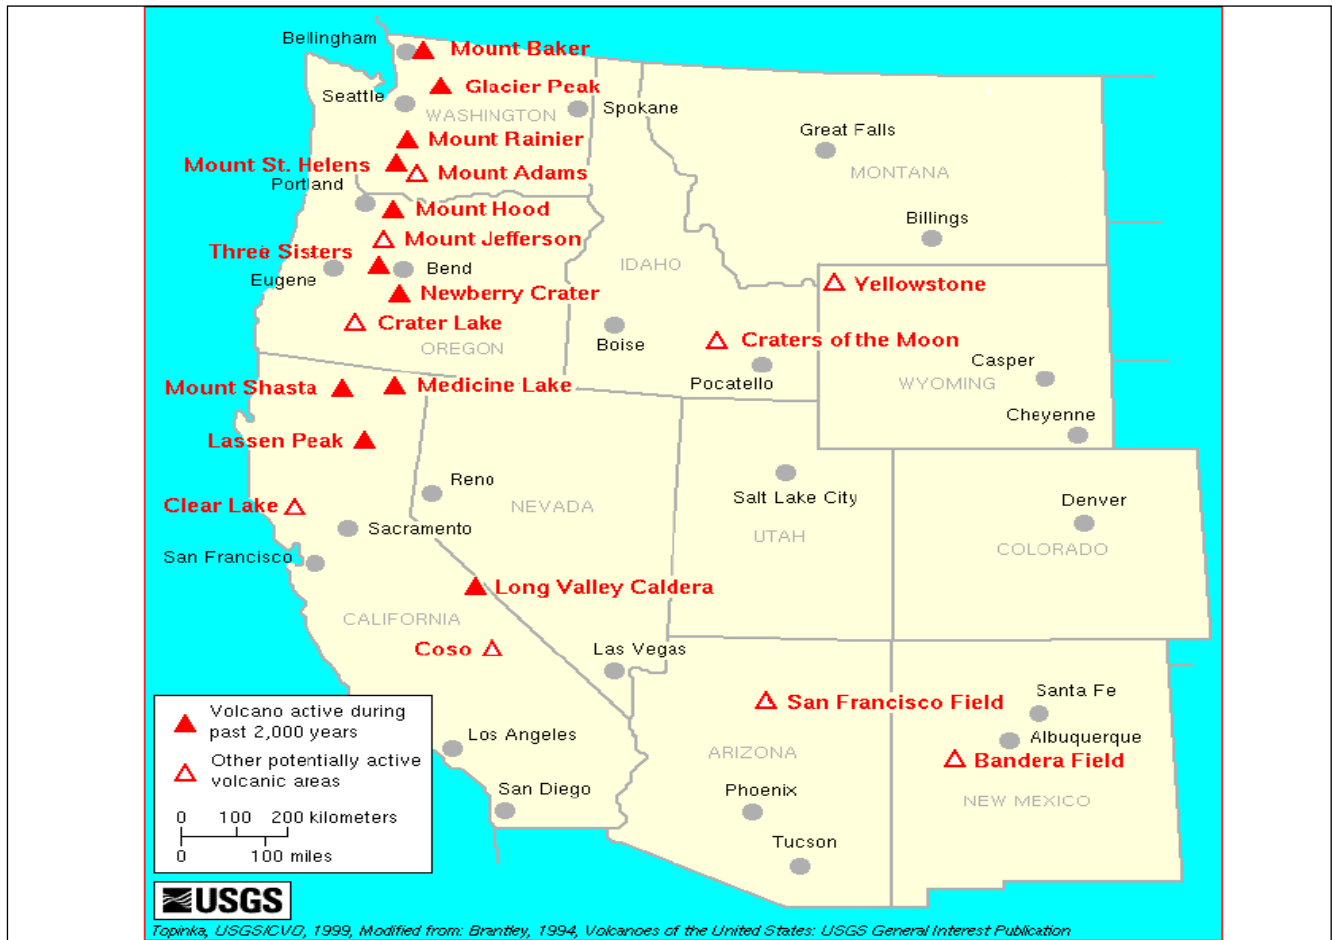 Bellingham
Mount Baker
Glacier Peak
Seattle
WASHINGTON
Spokane
Great Falls
Mount Rainier
Mount St. Helens
Mount Adams
MONTANA
Portland
Mount Hood
Billings
Mount Jefferson
Three Sisters
IDAHO
Eugene
Bend
Yellowstone
Newberry Crater
Crater Lake
OREGON
Boise
Craters of the Moon
Casper
Pocatello
WYOMING
Mount Shasta
Medicine Lake
Cheyenne
Lassen Peak
Reno
Clear Lake
NEVADA
Salt Lake City
Denver
Sacramento
UTAH
COLORADO
San Francisco
Long Valley Caldera
CALIFORNIA
Coso
Las Vegas
San Francisco Field
Santa Fe
Albuquerque
Los Angeles
ARIZONA
Bandera Field
San Diego
Phoenix
NEW MEXICO
Tucson
Volcano active during
past 2,000 years
Other potentially active
volcanic areas
0 100 200 kilometers
0 100 miles
USGS
Topinka, USGS/CVO, 1999, Modified from: Brantley, 1994, Volcanoes of the United States: USGS General Interest Publication